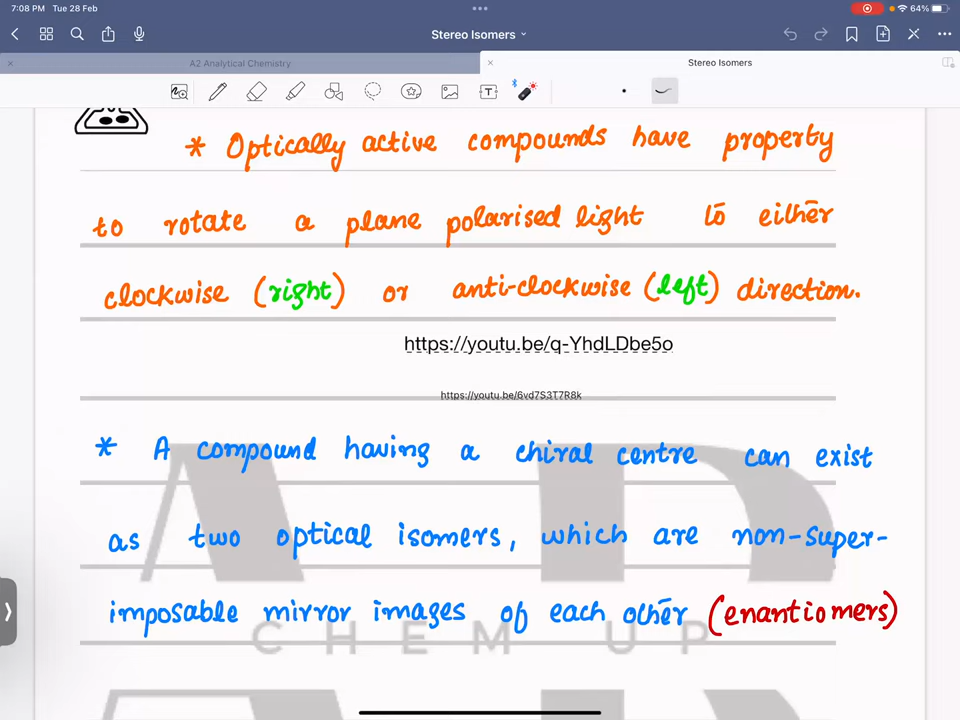 7:08 PM Tue 28 Feb
64%
Stereo Isomers
A2 Analytical Chemistry
Stereo Isomers
* Optically active compounds have property
to rotate a plane polarised light to either
clockwise (right) or anti-clockwise (left) direction.
https://youtu.be/q-YhdLDbe5o
https://youtu.be/6vd7S3T7R8k
* A compound having a chiral centre can exist
as two optical isomers, which are non-super-
imposable mirror images of each other (enantiomers)
CHEM UP